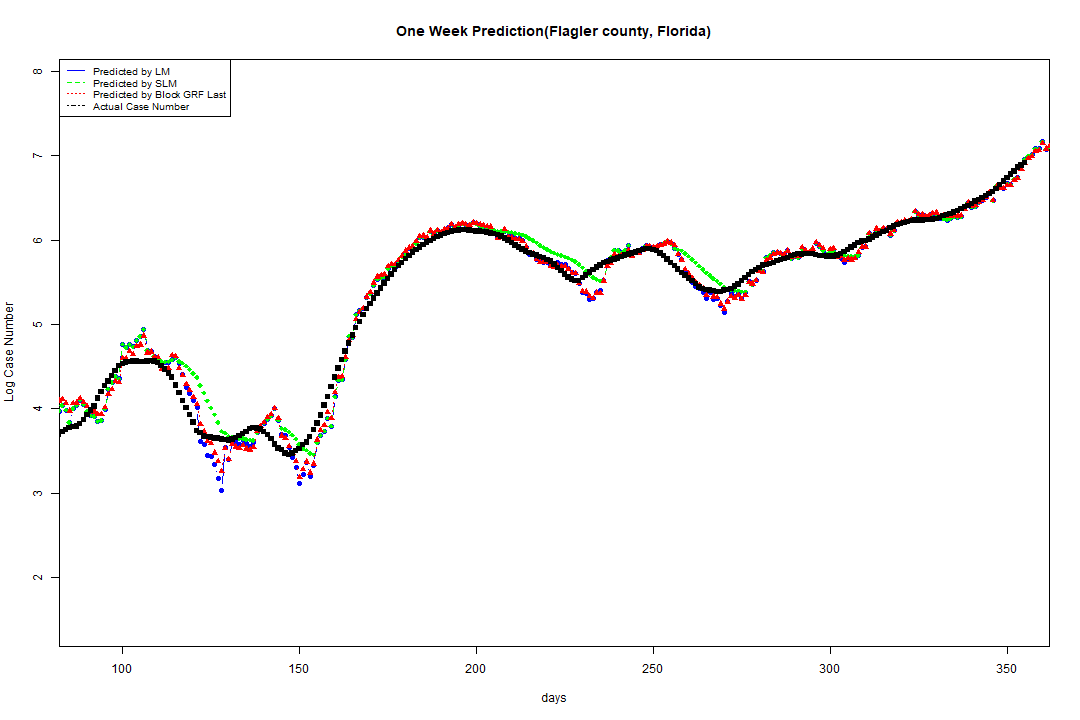 One Week Prediction(Flagler county, Florida)
Predicted by LM
Predicted by SLM
Predicted by Block GRF Last
Actual Case Number
8
7
6
5
4
3
2
Log Case Number
100 150 200 250 300 350
days